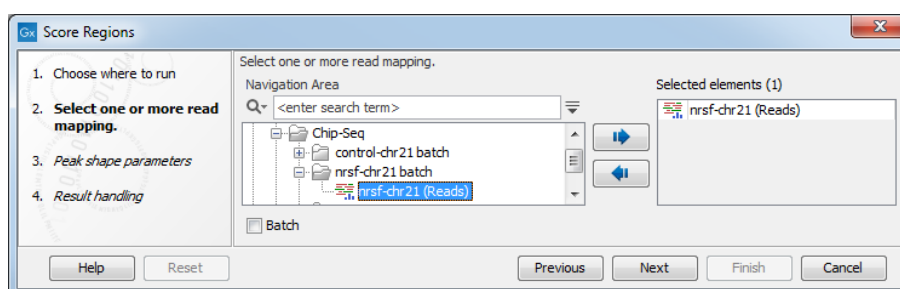 Gx Score Regions
1. Choose where to run
2. Select one or more read
mapping.
3. Peak shape parameters
4. Result handling
Select one or more read mapping.
Navigation Area
<enter search term>
Chip-Seq
control-chr21 batch
nrsf-chr21 batch
nrsf-chr21 (Reads)
Batch
Selected elements (1)
nrsf-chr21 (Reads)
Help Reset Previous Next Finish Cancel